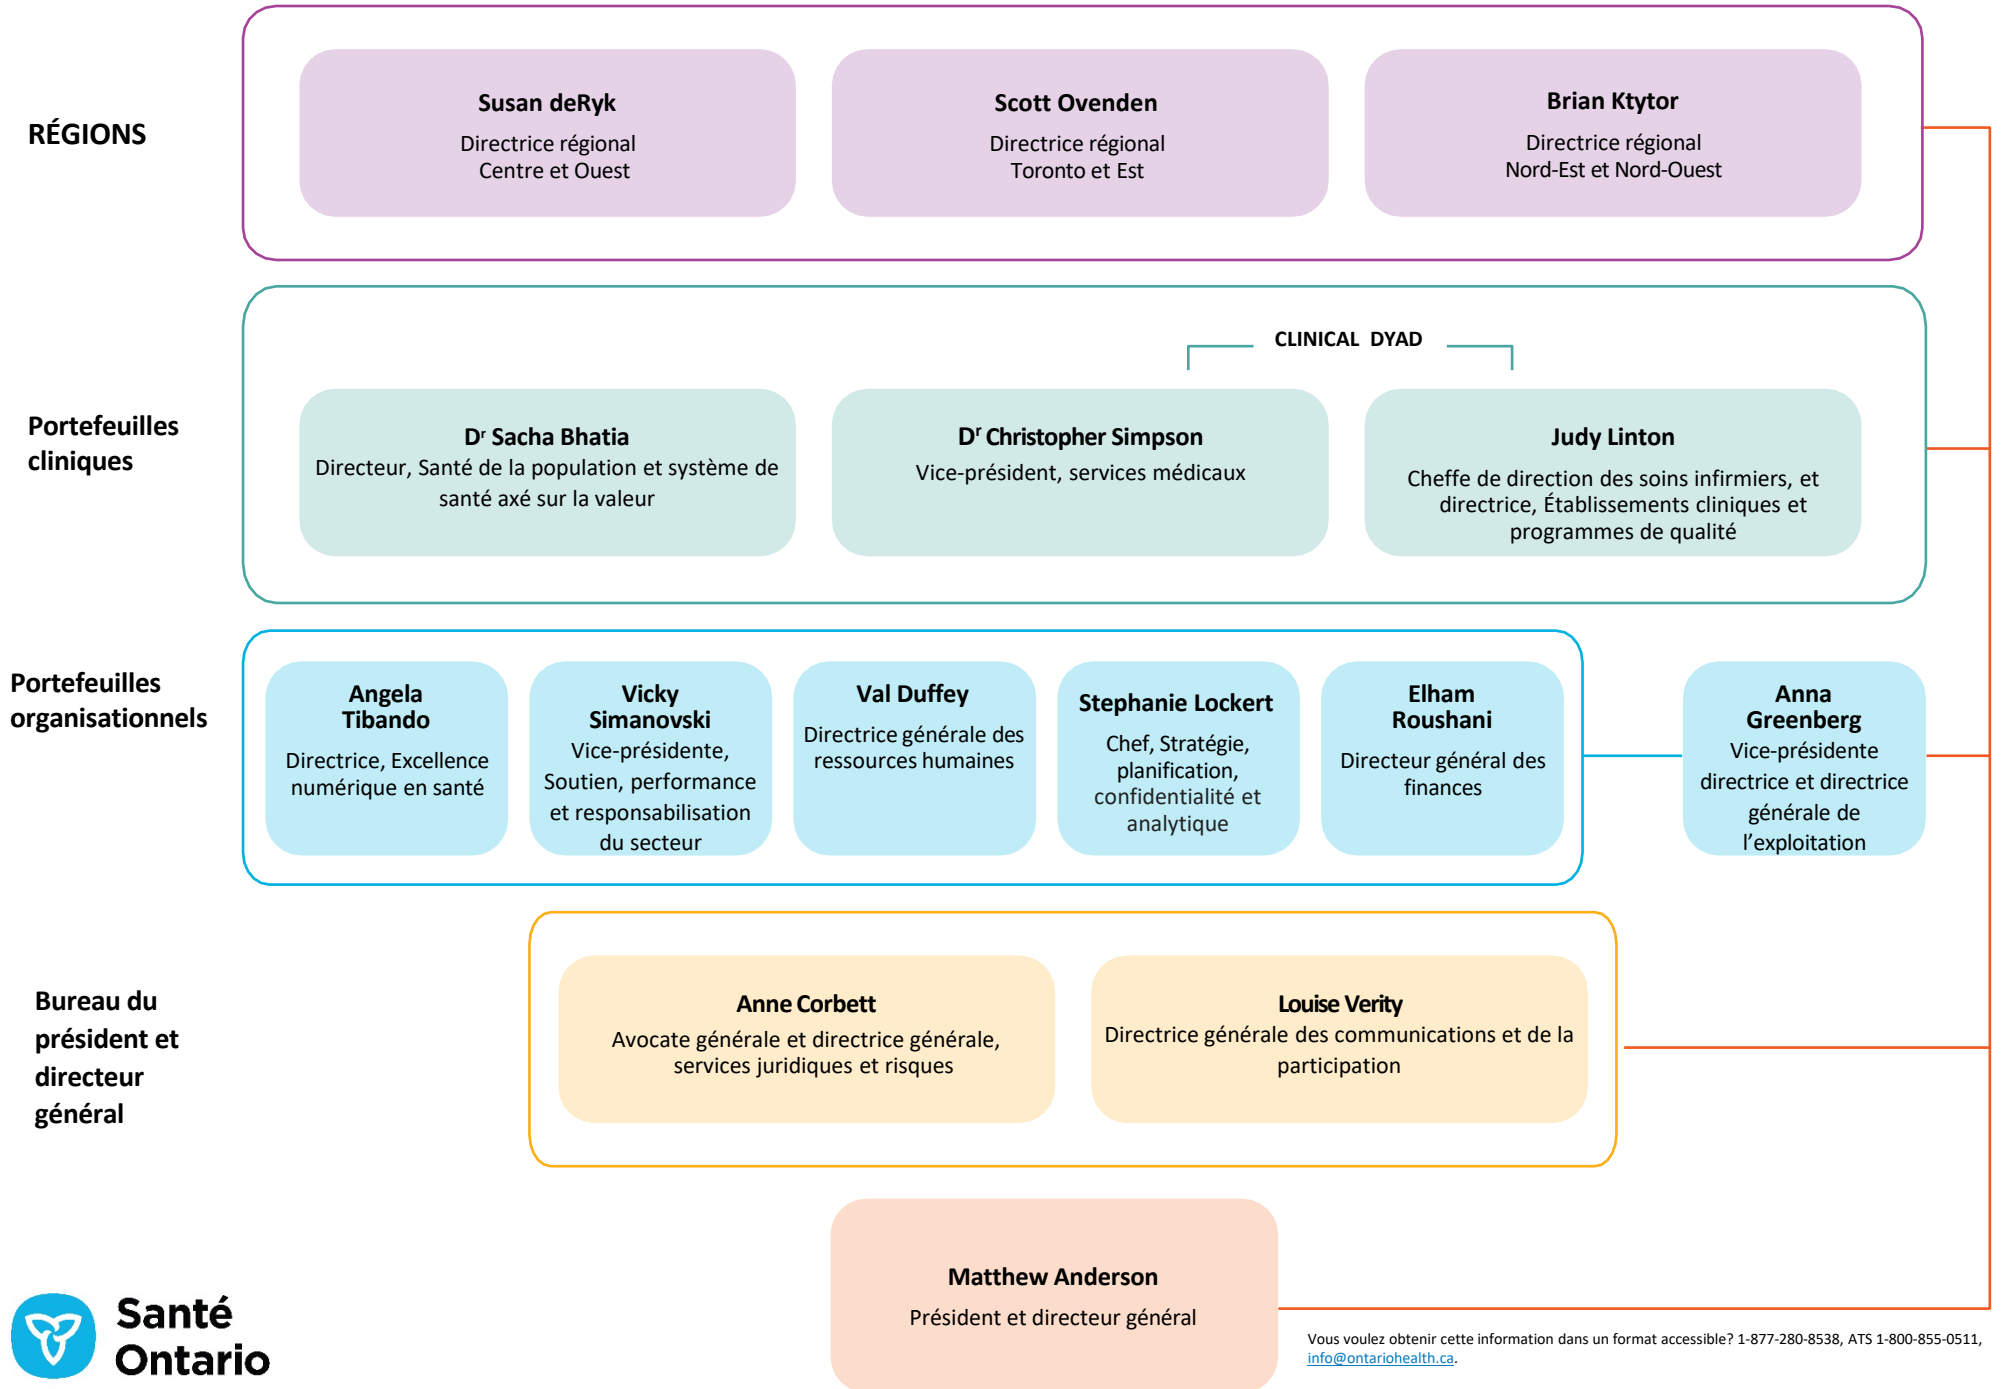 RÉGIONS
Susan deRyk
Directrice régional
Centre et Ouest
Scott Ovenden
Directrice régional
Toronto et Est
Brian Ktytor
Directrice régional
Nord-Est et Nord-Ouest
Portefeuilles
cliniques
CLINICAL DYAD
Dr Sacha Bhatia
Directeur, Santé de la population et système de
santé axé sur la valeur
Dr Christopher Simpson
Vice-président, services médicaux
Judy Linton
Cheffe de direction des soins infirmiers, et
directrice, Établissements cliniques et
programmes de qualité
Portefeuilles
organisationnels
Angela
Tibando
Directrice, Excellence
numérique en santé
Vicky
Simanovski
Vice-présidente,
Soutien, performance
et responsabilisation
du secteur
Val Duffey
Directrice générale des
ressources humaines
Stephanie Lockert
Chef, Stratégie,
planification,
confidentialité et
analytique
Elham
Roushani
Directeur général des
finances
Anna
Greenberg
Vice-présidente
directrice et directrice
générale de
l’exploitation
Bureau du
président et
directeur
général
Anne Corbett
Avocate générale et directrice générale,
services juridiques et risques
Louise Verity
Directrice générale des communications et de la
participation
Matthew Anderson
Président et directeur général
Santé
Ontario
Vous voulez obtenir cette information dans un format accessible? 1-877-280-8538, ATS 1-800-855-0511,
info@ontariohealth.ca.